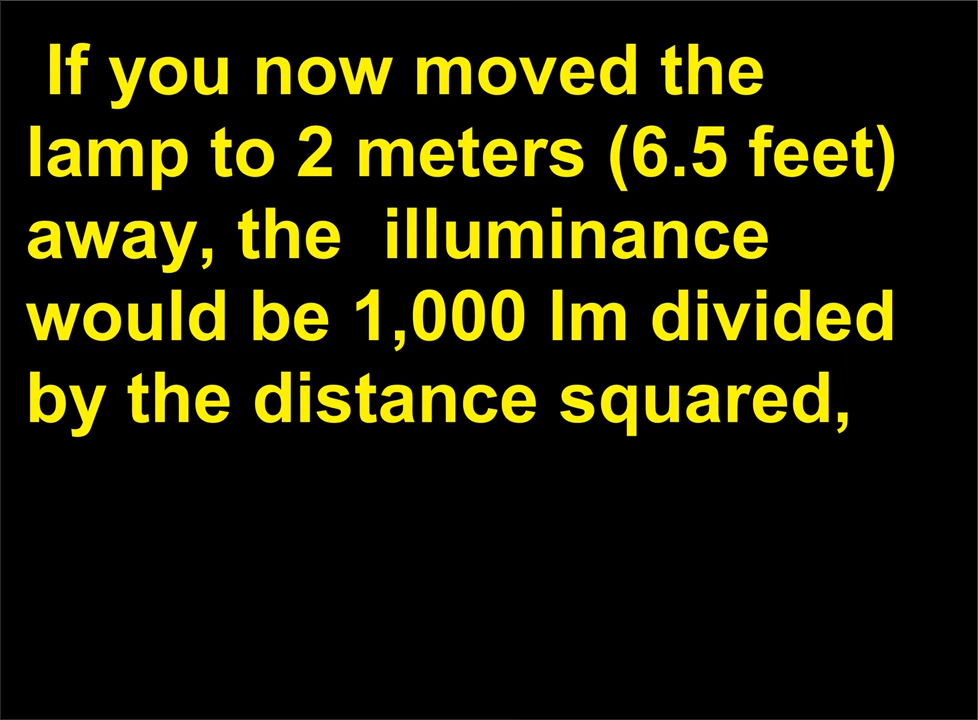 If you now moved the
lamp to 2 meters (6.5 feet)
away, the  illuminance
would be 1,000 lm divided
by the distance squared,